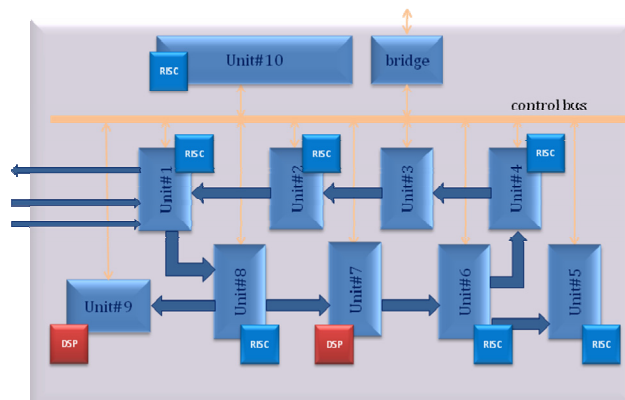 Unit#10
bridge
RISC
control bus
Unit#1
RISC
Unit#2
RISC
Unit#3
Unit#4
RISC
Unit#9
DSP
Unit#8
RISC
Unit#7
DSP
Unit#6
RISC
Unit#5
RISC